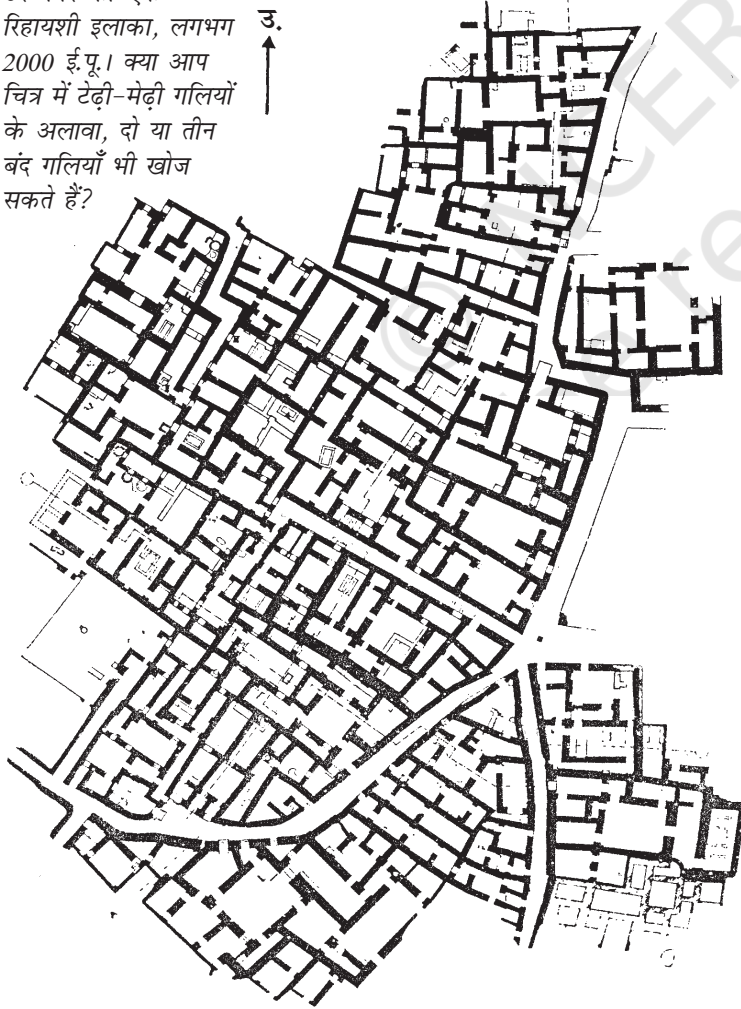 रिहायशी इलाका, लगभग
2000 ई.पू.। क्या आप
चित्र में टेढ़ी-मेढ़ी गलियों
के अलावा, दो या तीन
बंद गलियाँ भी खोज
सकते हैं?
उ.
©